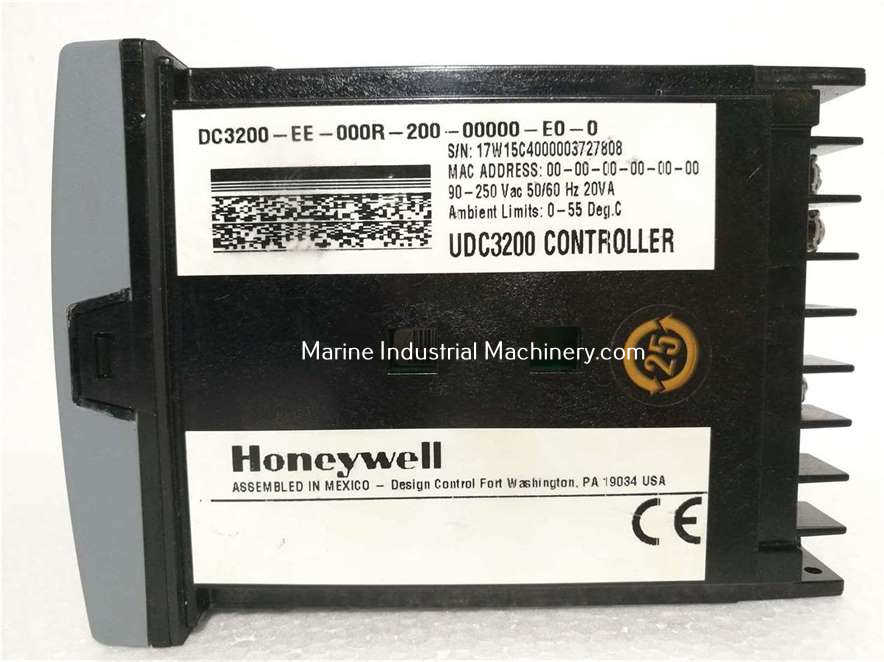 DC3200-EE-000R-200-00000-E0-0
S/N: 17W15C4000003727808
MAC ADDRESS: 00-00-00-00-00-00
90-250 Vac 50/60 Hz 20VA
Ambient Limits: 0-55 Deg.C
UDC3200 CONTROLLER
Marine Industrial Machinery.com
25
Honeywell
ASSEMBLED IN MEXICO - Design Control Fort Washington, PA 19034 USA
CE